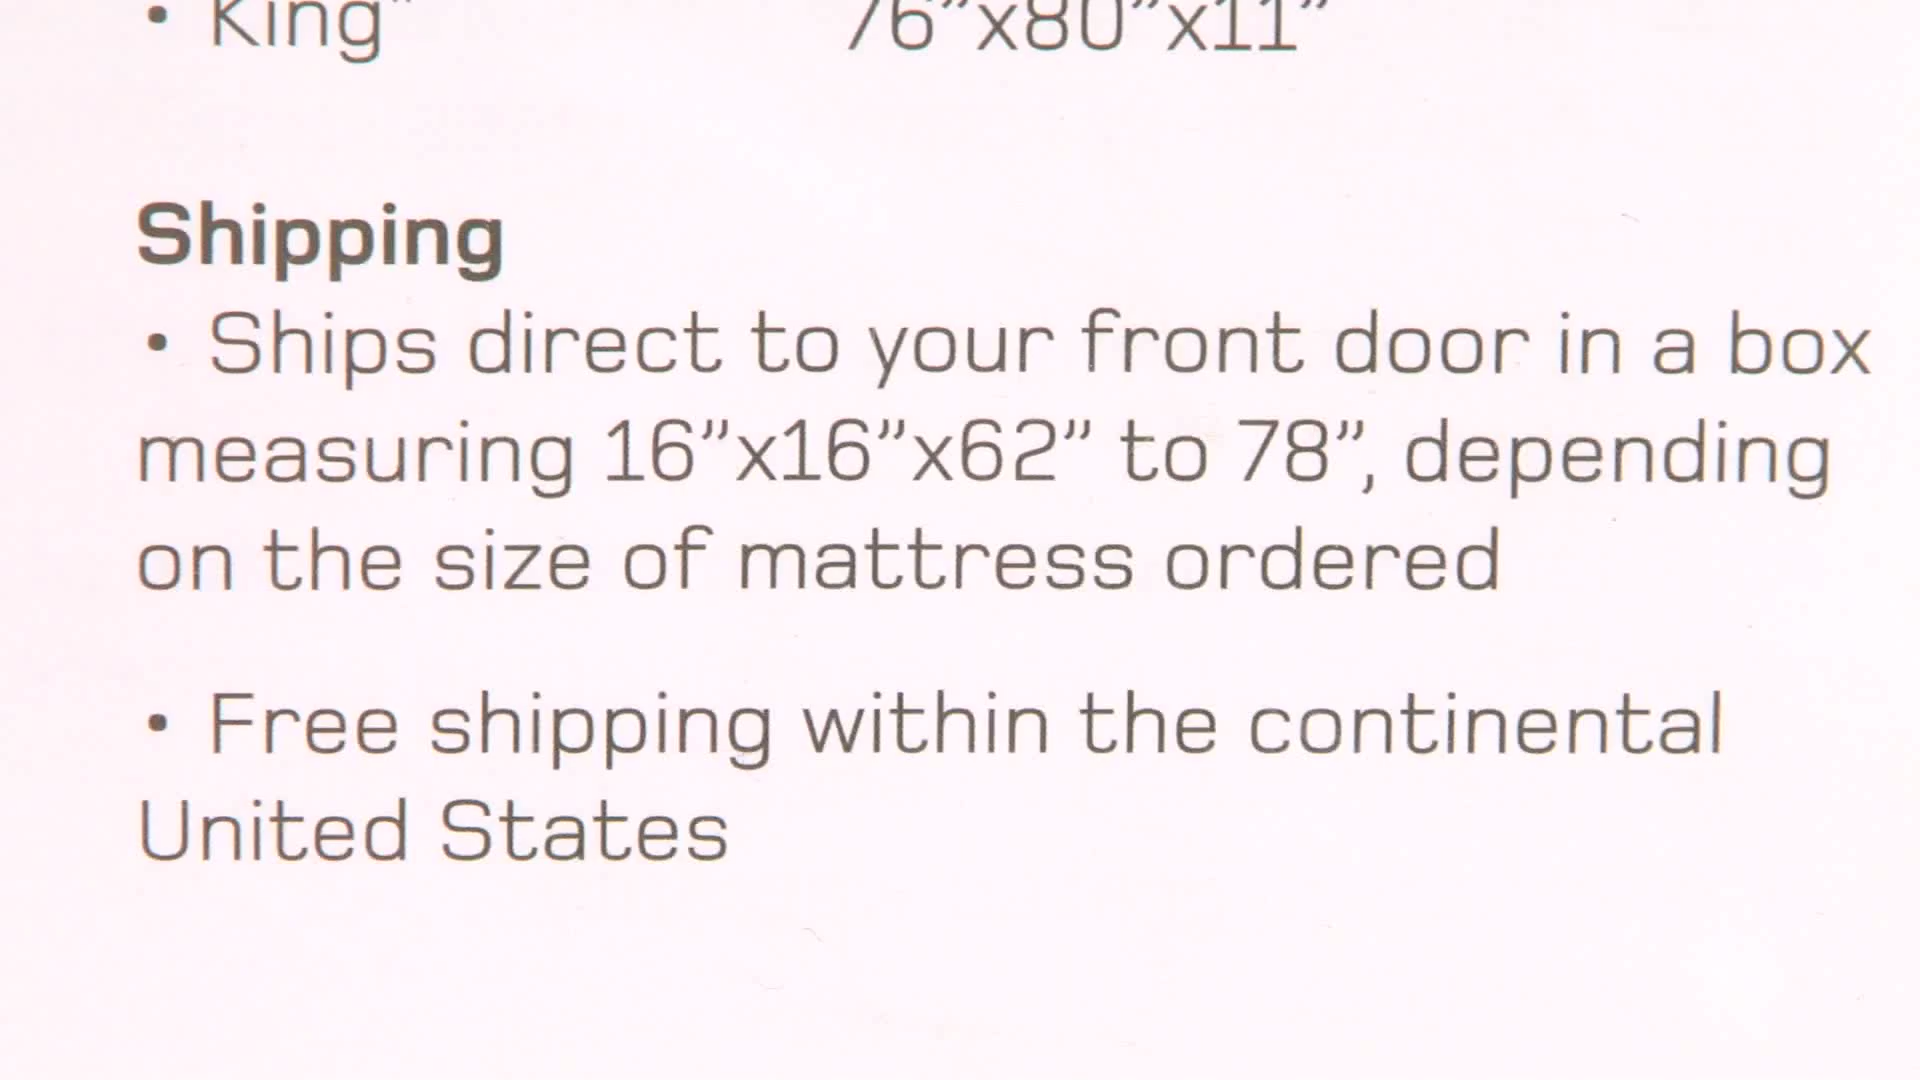 • King" 76”x80”x11”
Shipping
• Ships direct to your front door in a box
measuring 16”x16”x62” to 78”, depending
on the size of mattress ordered
• Free shipping within the continental
United States